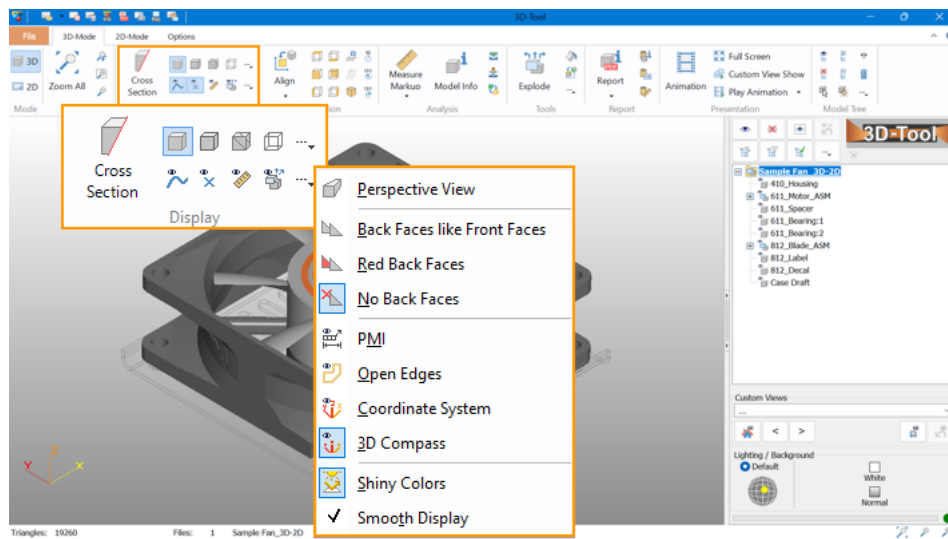 3D-Tool
File 3D-Mode 2D-Mode Options
3D
2D
Zoom All
Cross
Section
Align
Measure
Markup
Model Info
Explode
Report
Animation
Full Screen
Custom View Show
Play Animation
Mode
Analysis
Tools
Report
Presentation
Model Tree
Cross
Section
Display
Perspective View
Back Faces like Front Faces
Red Back Faces
No Back Faces
PMI
Open Edges
Coordinate System
3D Compass
Shiny Colors
Smooth Display
3D-Tool
Sample Fan_3D-2D
410_Housing
611_Motor_ASM
611_Spacer
611_Bearing:1
611_Bearing:2
812_Blade_ASM
812_Label
812_Decal
Case Draft
Custom Views
...
Lighting / Background
Default
White
Normal
Z
Y
X
Triangles: 19260 Files: 1 Sample Fan_3D-2D